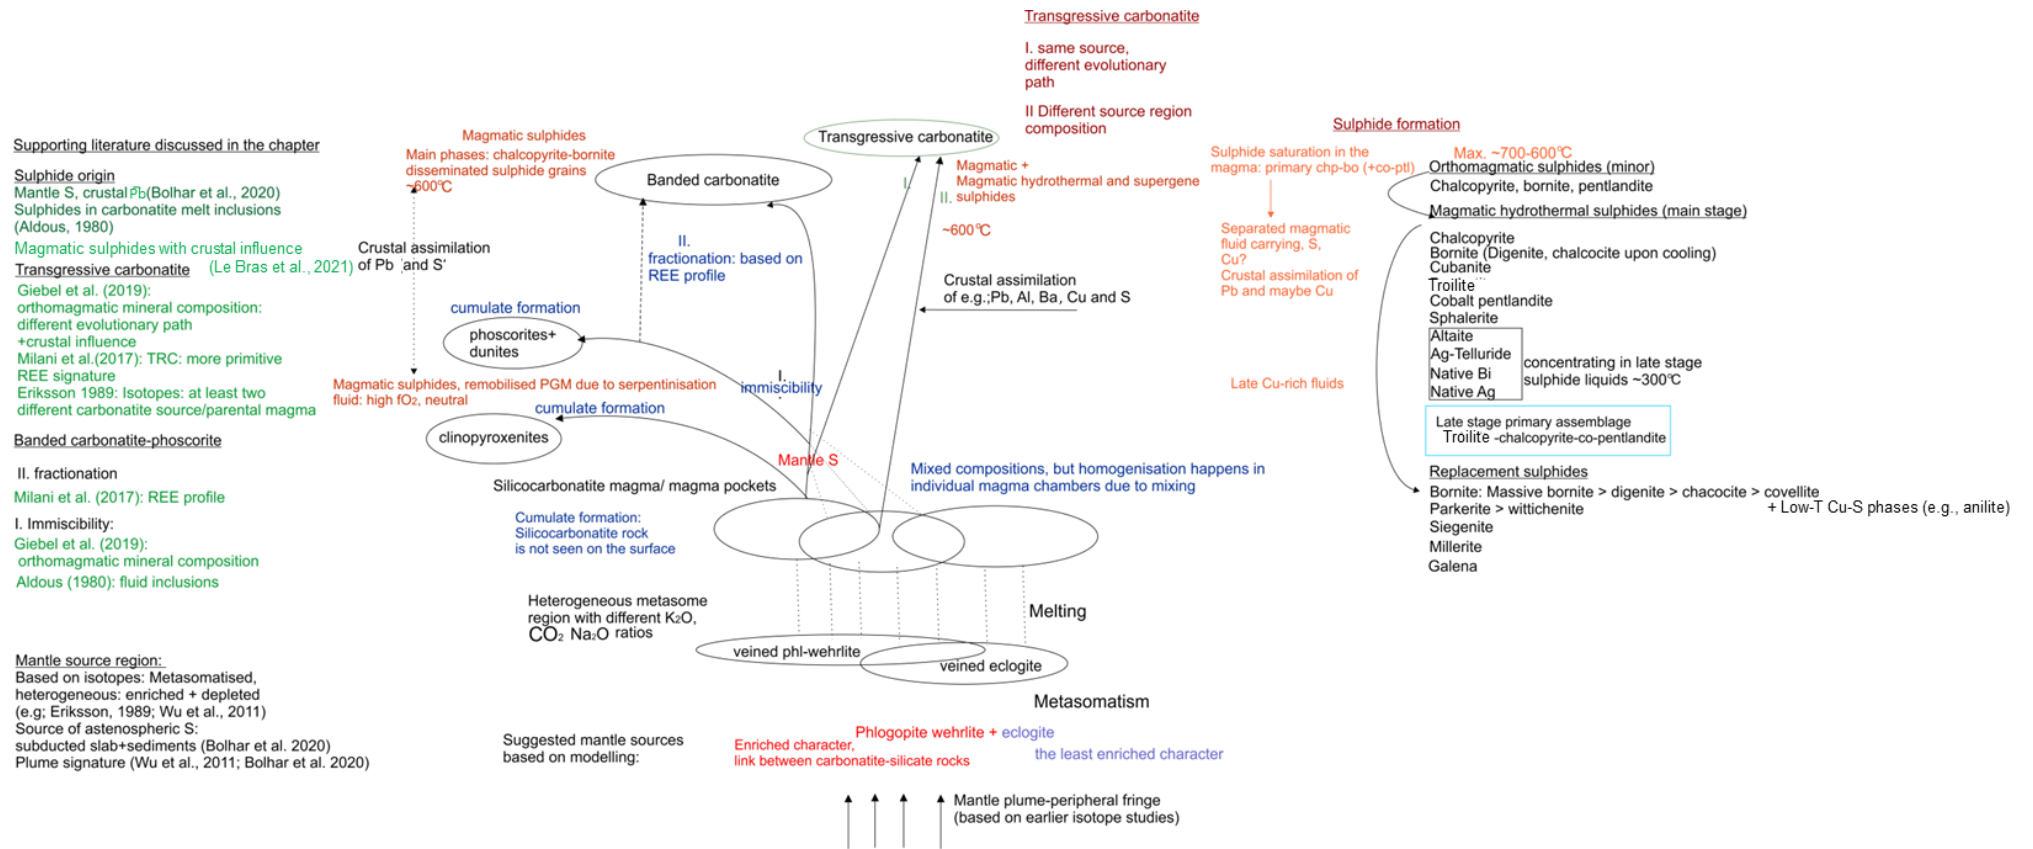 Transgressive carbonatite
I. same source,
different evolutionary
path
II Different source region
composition
Supporting literature discussed in the chapter
Sulphide origin
Mantle S, crustal Pb(Bolhar et al., 2020)
Sulphides in carbonatite melt inclusions
(Aldous, 1980)
Magmatic sulphides with crustal influence
(Le Bras et al., 2021)
Transgressive carbonatite
Giebel et al. (2019):
orthomagmatic mineral composition:
different evolutionary path
+crustal influence
Milani et al.(2017): TRC: more primitive
REE signature
Eriksson 1989: Isotopes: at least two
different carbonatite source/parental magma
Banded carbonatite-phoscorite
II. fractionation
Milani et al. (2017): REE profile
I. Immiscibility:
Giebel et al. (2019):
orthomagmatic mineral composition
Aldous (1980): fluid inclusions
Mantle source region:
Based on isotopes: Metasomatised,
heterogeneous: enriched + depleted
(e.g; Eriksson, 1989; Wu et al., 2011)
Source of astenospheric S:
subducted slab+sediments (Bolhar et al. 2020)
Plume signature (Wu et al., 2011; Bolhar et al. 2020)
Magmatic sulphides
Main phases: chalcopyrite-bornite
disseminated sulphide grains
~600°C
Crustal assimilation
of Pb and S
Banded carbonatite
Transgressive carbonatite
I.
II.
Magmatic +
Magmatic hydrothermal and supergene
sulphides
~600°C
II.
fractionation: based on
REE profile
Crustal assimilation
of e.g.;Pb, Al, Ba, Cu and S
cumulate formation
phoscorites+
dunites
I.
immiscibility
Magmatic sulphides, remobilised PGM due to serpentinisation
fluid: high fO2, neutral
cumulate formation
clinopyroxenites
Mantle S
Silicocarbonatite magma/ magma pockets
Mixed compositions, but homogenisation happens in
individual magma chambers due to mixing
Cumulate formation:
Silicocarbonatite rock
is not seen on the surface
Heterogeneous metasome
region with different K2O,
CO2 Na2O ratios
Melting
veined phl-wehrlite
veined eclogite
Metasomatism
Suggested mantle sources
based on modelling:
Phlogopite wehrlite + eclogite
Enriched character,
link between carbonatite-silicate rocks
the least enriched character
Mantle plume-peripheral fringe
(based on earlier isotope studies)
Sulphide formation
Sulphide saturation in the
magma: primary chp-bo (+co-ptl)
Separated magmatic
fluid carrying, S,
Cu?
Crustal assimilation of
Pb and maybe Cu
Late Cu-rich fluids
Max. ~700-600°C
Orthomagmatic sulphides (minor)
Chalcopyrite, bornite, pentlandite
Magmatic hydrothermal sulphides (main stage)
Chalcopyrite
Bornite (Digenite, chalcocite upon cooling)
Cubanite
Troilite
Cobalt pentlandite
Sphalerite
Altaite
Ag-Telluride
Native Bi
Native Ag
concentrating in late stage
sulphide liquids ~300°C
Late stage primary assemblage
Troilite -chalcopyrite-co-pentlandite
Replacement sulphides
Bornite: Massive bornite > digenite > chacocite > covellite
+ Low-T Cu-S phases (e.g., anilite)
Parkerite > wittichenite
Siegenite
Millerite
Galena